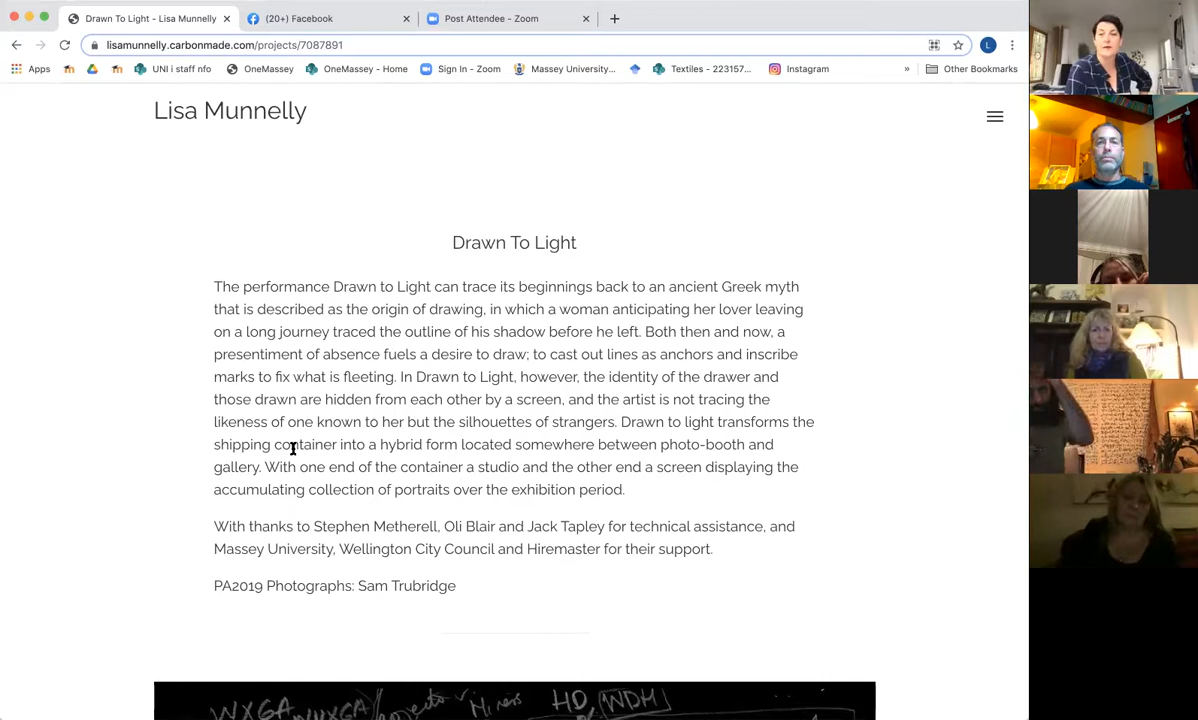 Drawn To Light - Lisa Munnelly
(20+) Facebook
Post Attendee - Zoom
lisamunnelly.carbonmade.com/projects/7087891
L
Apps
UNI i staff nfo
OneMassey
OneMassey - Home
Sign In - Zoom
Massey University...
Textiles - 223157...
Instagram
»
Other Bookmarks
Lisa Munnelly
Drawn To Light
The performance Drawn to Light can trace its beginnings back to an ancient Greek myth
that is described as the origin of drawing, in which a woman anticipating her lover leaving
on a long journey traced the outline of his shadow before he left. Both then and now, a
presentiment of absence fuels a desire to draw; to cast out lines as anchors and inscribe
marks to fix what is fleeting. In Drawn to Light, however, the identity of the drawer and
those drawn are hidden from each other by a screen, and the artist is not tracing the
likeness of one known to her but the silhouettes of strangers. Drawn to light transforms the
shipping container into a hybrid form located somewhere between photo-booth and
gallery. With one end of the container a studio and the other end a screen displaying the
accumulating collection of portraits over the exhibition period.
With thanks to Stephen Metherell, Oli Blair and Jack Tapley for technical assistance, and
Massey University, Wellington City Council and Hiremaster for their support.
PA2019 Photographs: Sam Trubridge
WXGA HD WDM